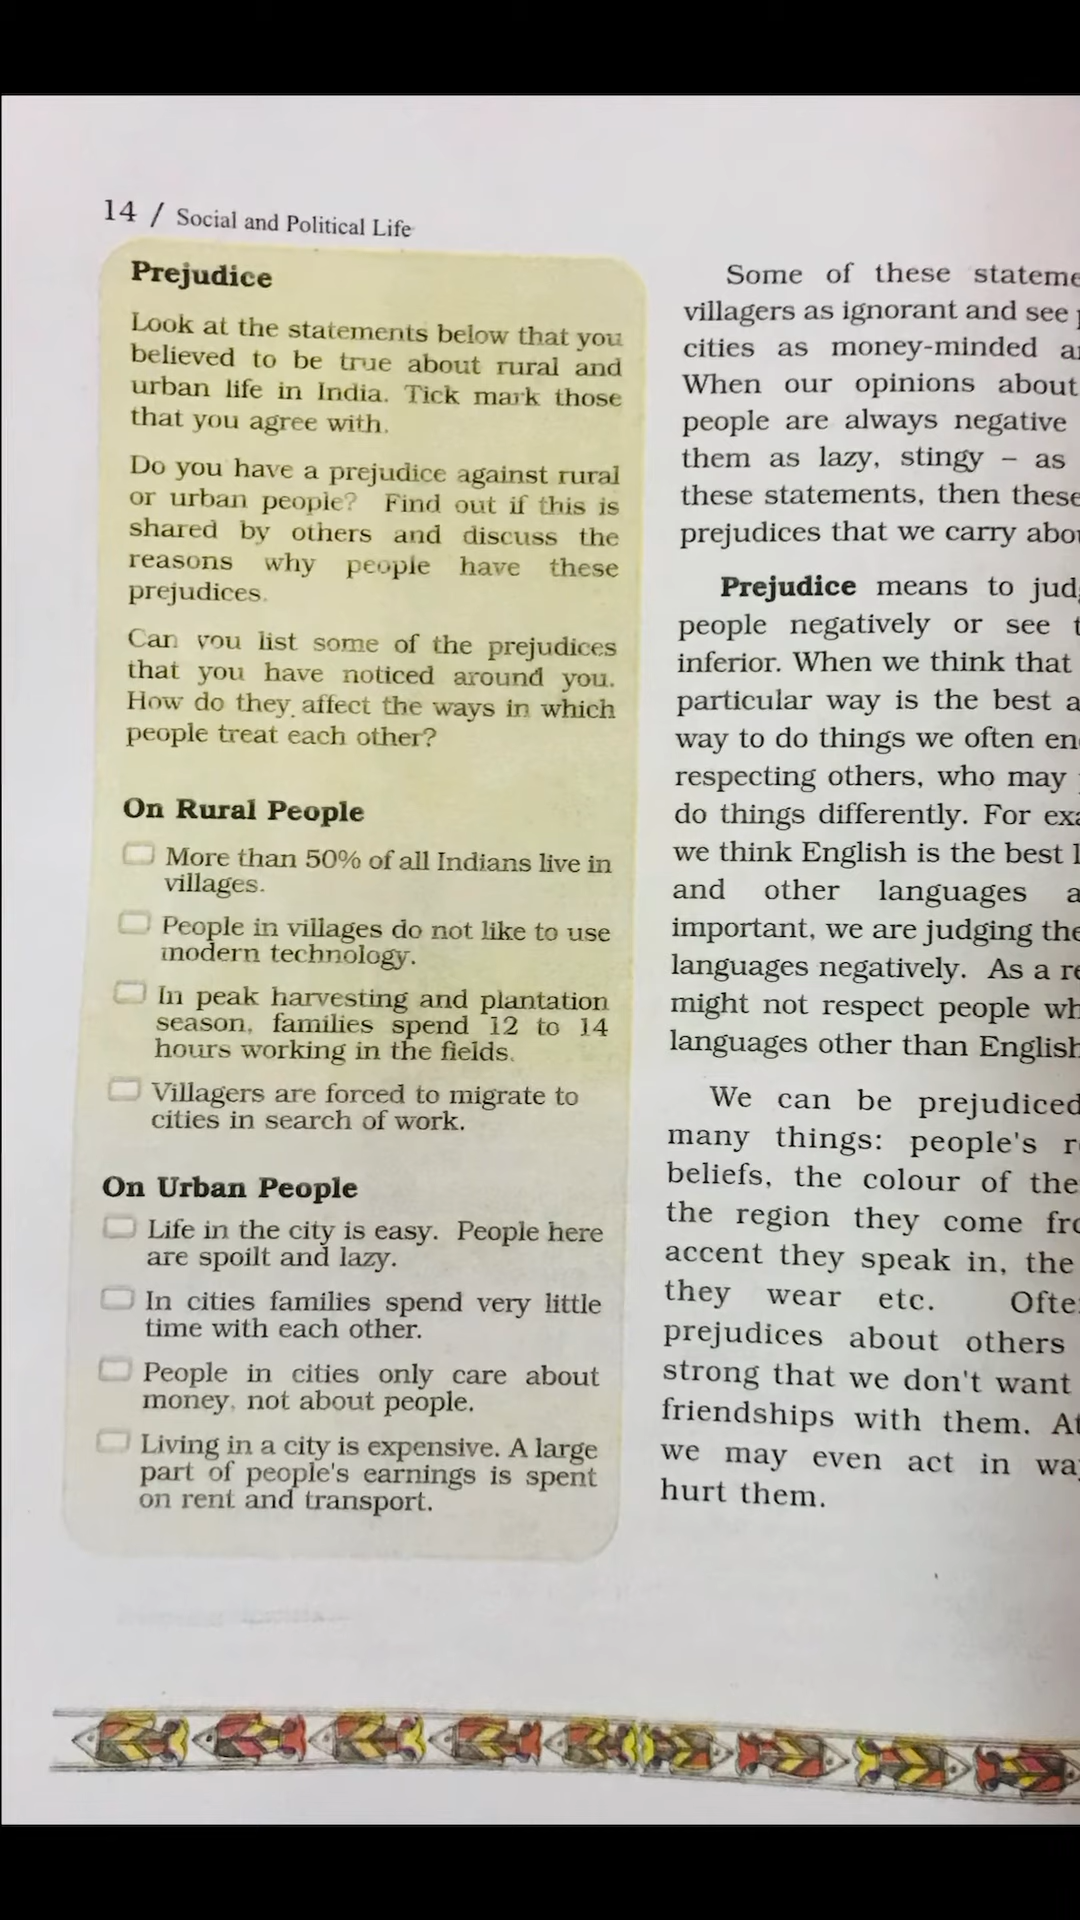 14 / Social and Political Life
Prejudice
Look at the statements below that you
believed to be true about rural and
urban life in India. Tick mark those
that you agree with.
Do you have a prejudice against rural
or urban people? Find out if this is
shared by others and discuss the
reasons why people have these
prejudices.
Can you list some of the prejudices
that you have noticed around you.
How do they affect the ways in which
people treat each other?
On Rural People
More than 50% of all Indians live in
villages.
People in villages do not like to use
modern technology.
In peak harvesting and plantation
season, families spend 12 to 14
hours working in the fields.
Villagers are forced to migrate to
cities in search of work.
On Urban People
Life in the city is easy. People here
are spoilt and lazy.
In cities families spend very little
time with each other.
People in cities only care about
money, not about people.
Living in a city is expensive. A large
part of people's earnings is spent
on rent and transport.
Some of these
villagers as ignorant and see
cities as money-minded
When our opinions about
people are always negative
them as lazy, stingy – as
these statements, then
prejudices that we carry
Prejudice means to
people negatively or see
inferior. When we think that
particular way is the best
way to do things we often
respecting others, who may
do things differently. For
we think English is the best
and other languages
important, we are judging
languages negatively. As a
might not respect people
languages other than English
We can be prejudiced
many things: people's
beliefs, the colour of
the region they come
accent they speak in, the
they wear etc.
prejudices about others
strong that we don't want
friendships with them.
we may even act in
hurt them.